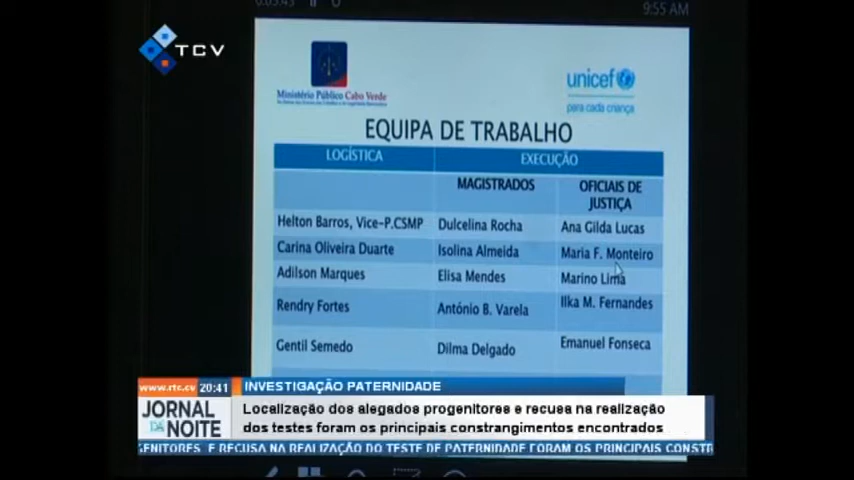 9:55 AM
TCV
Ministério Público Cabo Verde
unicef
para cada criança
EQUIPA DE TRABALHO
LOGÍSTICA EXECUÇÃO
MAGISTRADOS OFICIAIS DE JUSTIÇA
Helton Barros, Vice-P.CSMP Dulcelina Rocha Ana Gilda Lucas
Carina Oliveira Duarte Isolina Almeida Maria F. Monteiro
Adilson Marques Elisa Mendes Marino Lima
Rendry Fortes António B. Varela Ilka M. Fernandes
Gentil Semedo Dilma Delgado Emanuel Fonseca
www.rtc.cv 20:41 INVESTIGAÇÃO PATERNIDADE
JORNAL DA NOITE
Localização dos alegados progenitores e recusa na realização
dos testes foram os principais constrangimentos encontrados
GENITORES E RECUSA NA REALIZAÇÃO DO TESTE DE PATERNIDADE FORAM OS PRINCIPAIS CONSTR